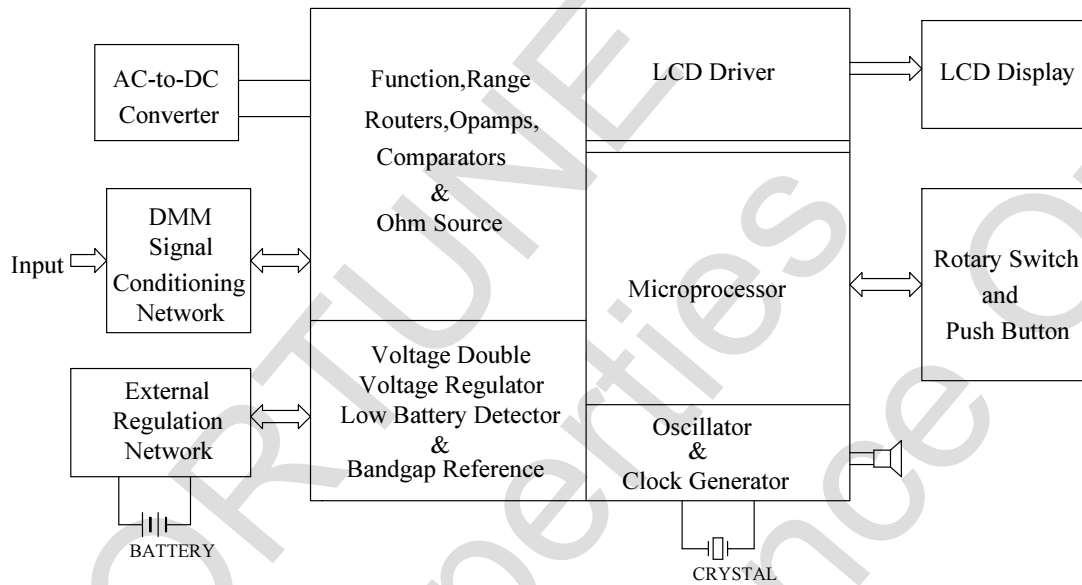 AC-to-DC
Converter
Function,Range
Routers,Opamps,
Comparators
&
Ohm Source
LCD Driver
LCD Display
Input
DMM
Signal
Conditioning
Network
Microprocessor
Rotary Switch
and
Push Button
External
Regulation
Network
Voltage Double
Voltage Regulator
Low Battery Detector
&
Bandgap Reference
Oscillator
&
Clock Generator
BATTERY
CRYSTAL
ORTUNE
perties